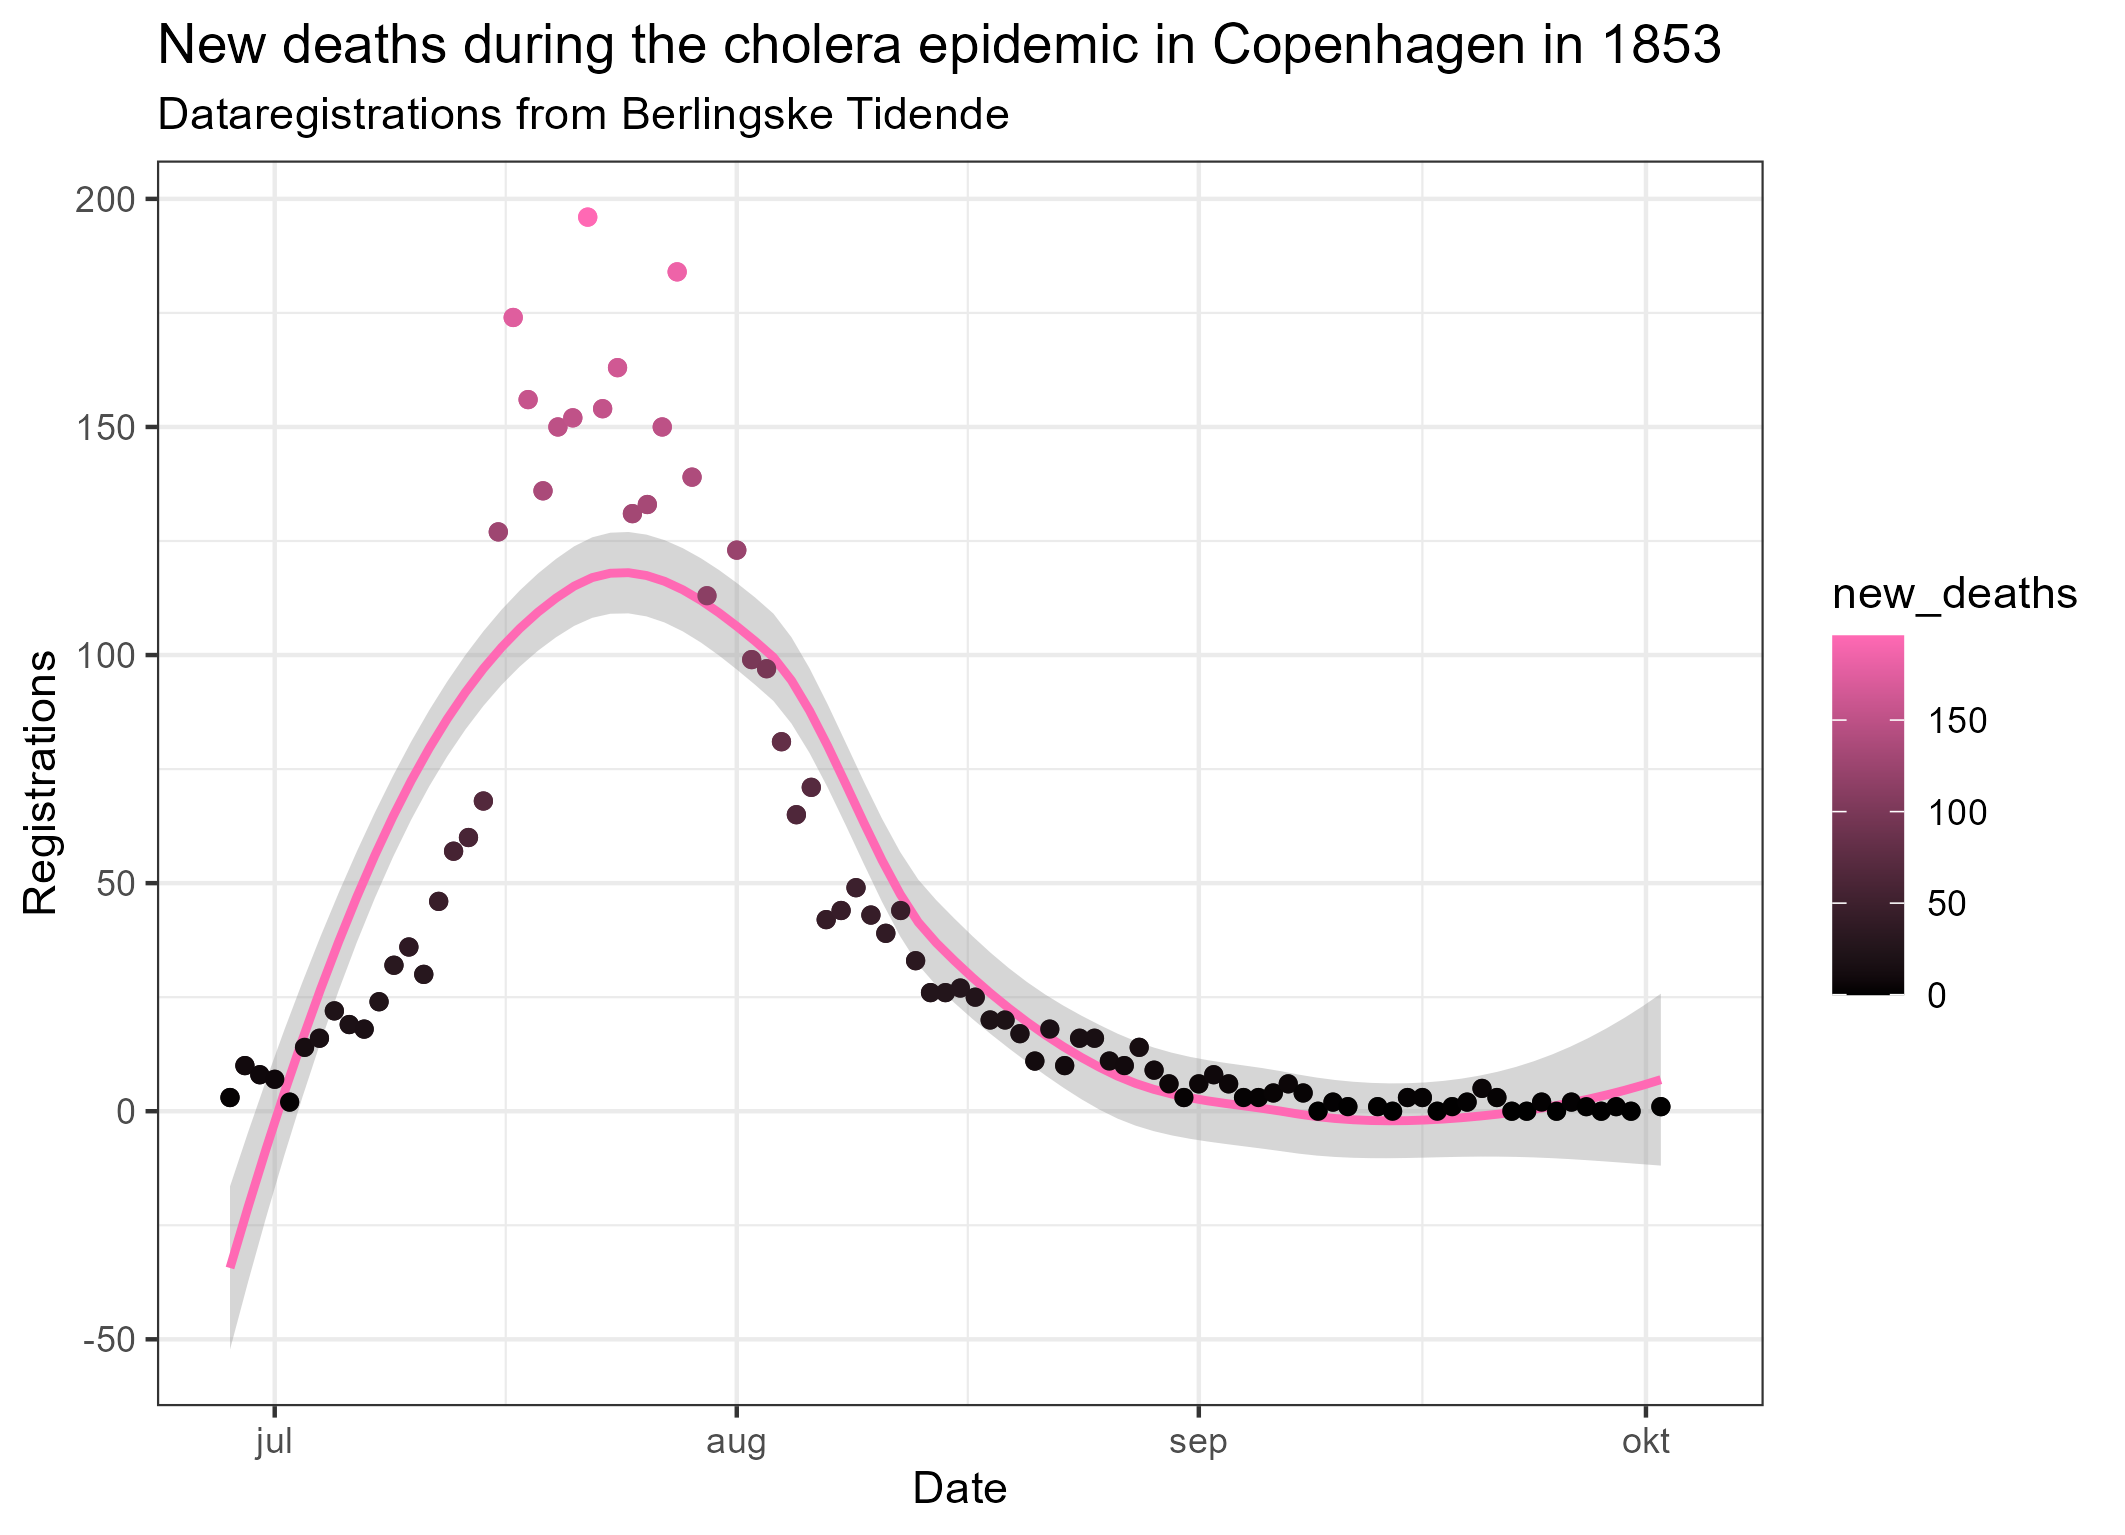 New deaths during the cholera epidemic in Copenhagen in 1853
Dataregistrations from Berlingske Tidende
200
150
100
50
0
-50
Registrations
jul
aug
sep
okt
Date
new_deaths
150
100
50
0